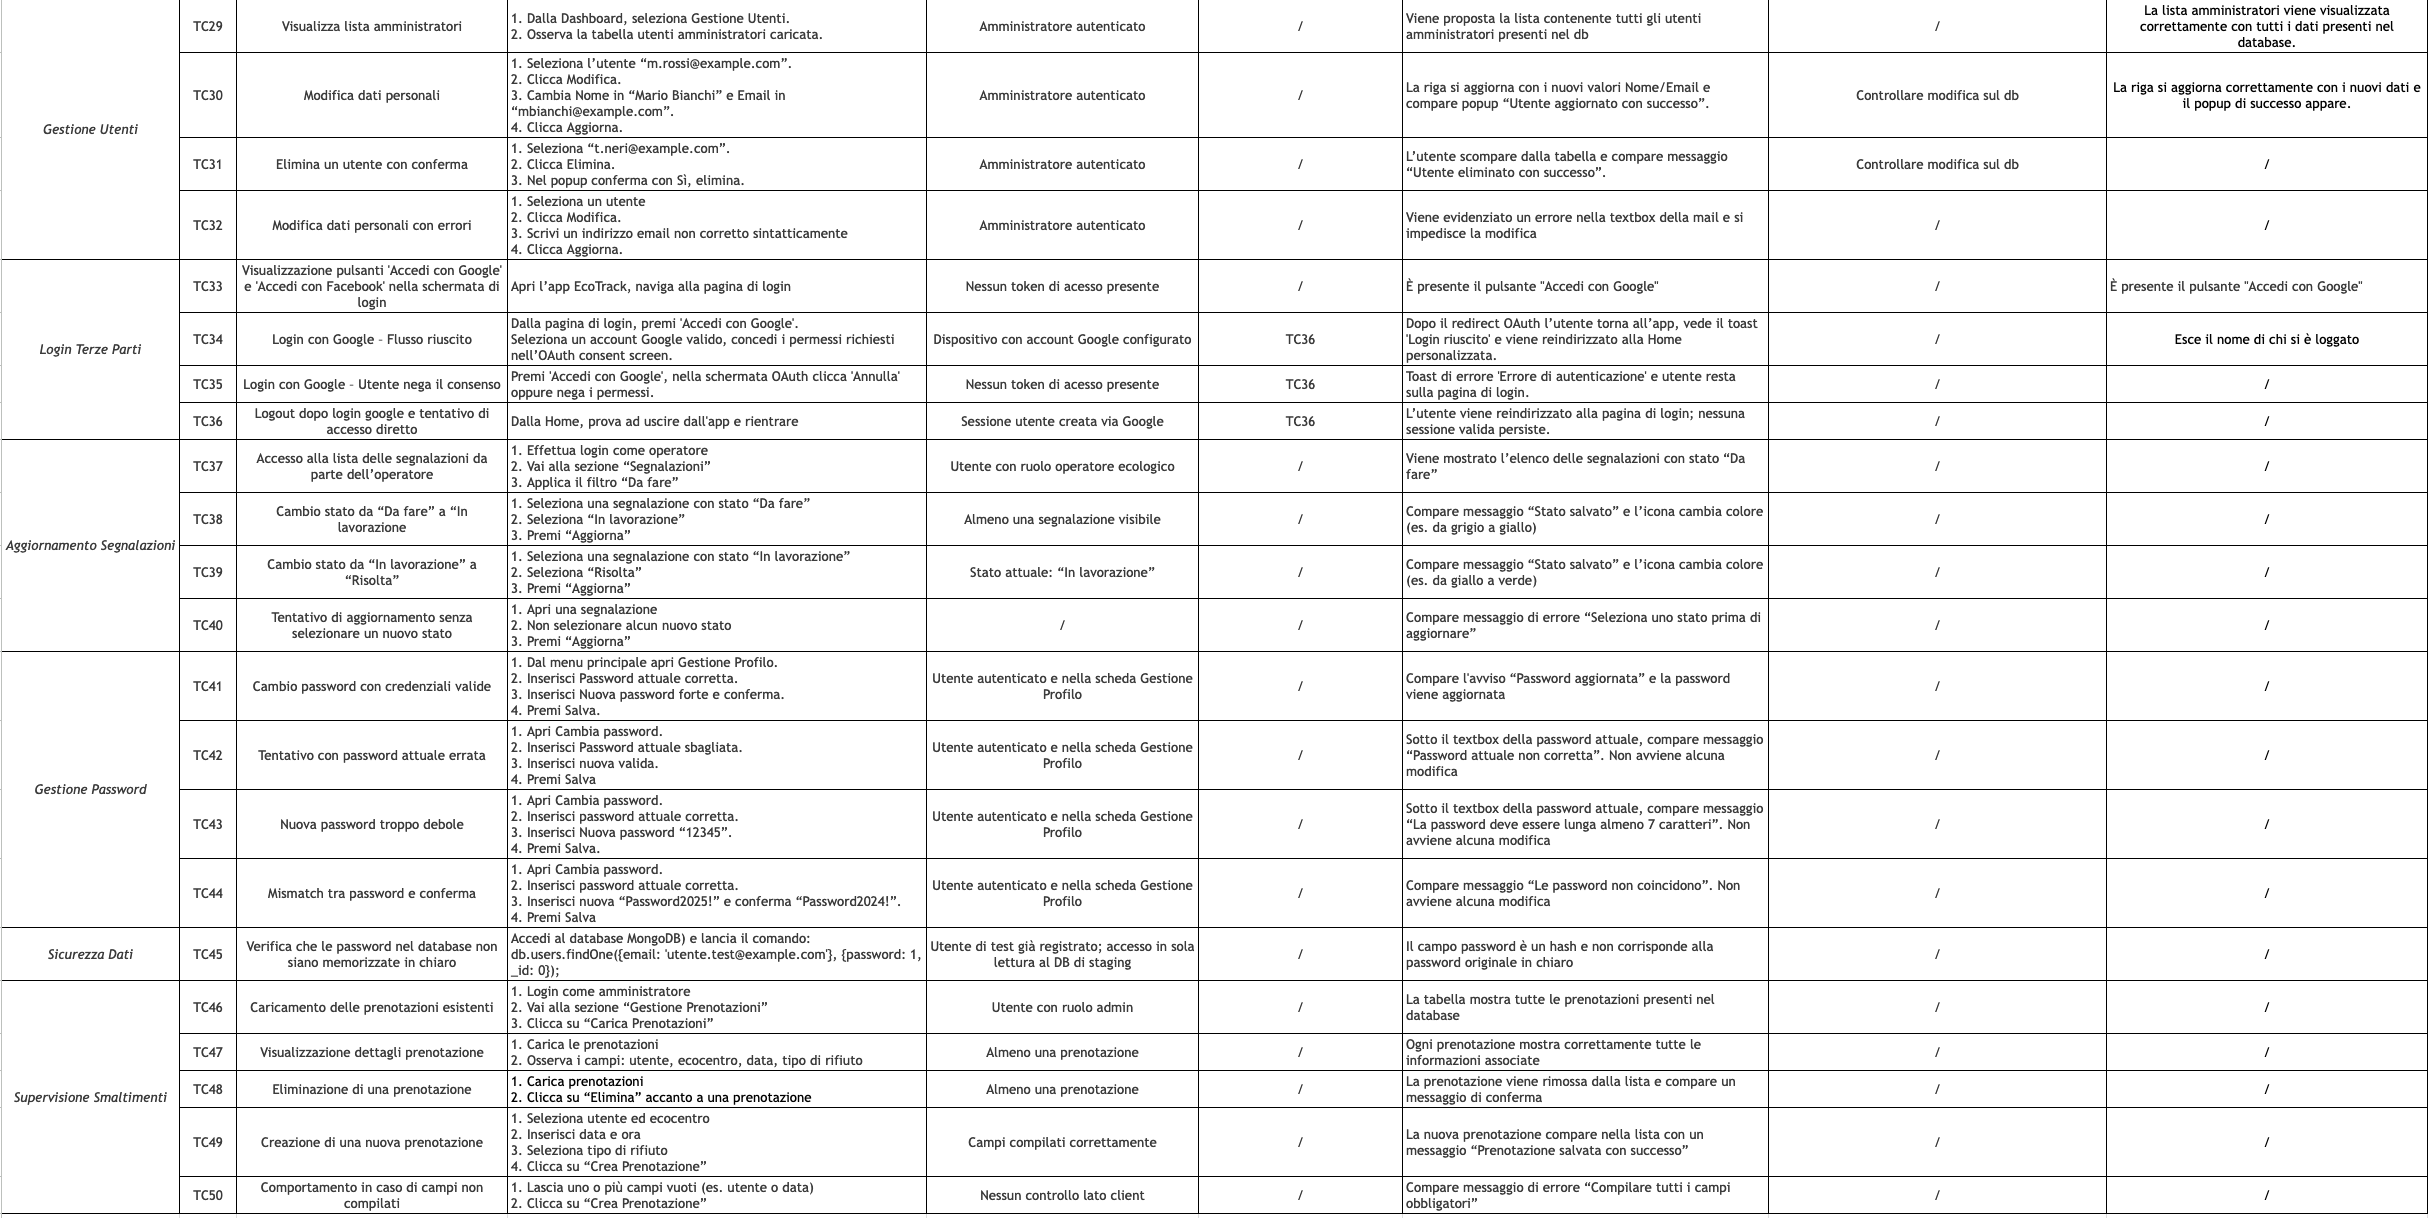 Gestione Utenti
TC29
Visualizza lista amministratori
1. Dalla Dashboard, seleziona Gestione Utenti.
2. Osserva la tabella utenti amministratori caricata.
Amministratore autenticato
/
Viene proposta la lista contenente tutti gli utenti
amministratori presenti nel db
/
La lista amministratori viene visualizzata
correttamente con tutti i dati presenti nel
database.
TC30
Modifica dati personali
1. Seleziona l’utente “m.rossi@example.com”.
2. Clicca Modifica.
3. Cambia Nome in “Mario Bianchi” e Email in
“mbianchi@example.com”.
4. Clicca Aggiorna.
Amministratore autenticato
/
La riga si aggiorna con i nuovi valori Nome/Email e
compare popup “Utente aggiornato con successo”.
Controllare modifica sul db
La riga si aggiorna correttamente con i nuovi dati e
il popup di successo appare.
TC31
Elimina un utente con conferma
1. Seleziona “t.neri@example.com”.
2. Clicca Elimina.
3. Nel popup conferma con Sì, elimina.
Amministratore autenticato
/
L’utente scompare dalla tabella e compare messaggio
“Utente eliminato con successo”.
Controllare modifica sul db
/
TC32
Modifica dati personali con errori
1. Seleziona un utente
2. Clicca Modifica.
3. Scrivi un indirizzo email non corretto sintatticamente
4. Clicca Aggiorna.
Amministratore autenticato
/
Viene evidenziato un errore nella textbox della mail e si
impedisce la modifica
/
/
Login Terze Parti
TC33
Visualizzazione pulsanti 'Accedi con Google'
e 'Accedi con Facebook' nella schermata di
login
Apri l’app EcoTrack, naviga alla pagina di login
Nessun token di acesso presente
/
È presente il pulsante "Accedi con Google"
/
È presente il pulsante "Accedi con Google"
TC34
Login con Google – Flusso riuscito
Dalla pagina di login, premi 'Accedi con Google'.
Seleziona un account Google valido, concedi i permessi richiesti
nell’OAuth consent screen.
Dispositivo con account Google configurato
TC36
Dopo il redirect OAuth l’utente torna all’app, vede il toast
'Login riuscito' e viene reindirizzato alla Home
personalizzata.
/
Esce il nome di chi si è loggato
TC35
Login con Google – Utente nega il consenso
Premi 'Accedi con Google', nella schermata OAuth clicca 'Annulla'
oppure nega i permessi.
Nessun token di acesso presente
TC36
Toast di errore 'Errore di autenticazione' e utente resta
sulla pagina di login.
/
/
TC36
Logout dopo login google e tentativo di
accesso diretto
Dalla Home, prova ad uscire dall'app e rientrare
Sessione utente creata via Google
TC36
L’utente viene reindirizzato alla pagina di login; nessuna
sessione valida persiste.
/
/
Aggiornamento Segnalazioni
TC37
Accesso alla lista delle segnalazioni da
parte dell’operatore
1. Effettua login come operatore
2. Vai alla sezione “Segnalazioni”
3. Applica il filtro “Da fare”
Utente con ruolo operatore ecologico
/
Viene mostrato l’elenco delle segnalazioni con stato “Da
fare”
/
/
TC38
Cambio stato da “Da fare” a “In
lavorazione
1. Seleziona una segnalazione con stato “Da fare”
2. Seleziona “In lavorazione”
3. Premi “Aggiorna”
Almeno una segnalazione visibile
/
Compare messaggio “Stato salvato” e l’icona cambia colore
(es. da grigio a giallo)
/
/
TC39
Cambio stato da “In lavorazione” a
“Risolta”
1. Seleziona una segnalazione con stato “In lavorazione”
2. Seleziona “Risolta”
3. Premi “Aggiorna”
Stato attuale: “In lavorazione”
/
Compare messaggio “Stato salvato” e l’icona cambia colore
(es. da giallo a verde)
/
/
TC40
Tentativo di aggiornamento senza
selezionare un nuovo stato
1. Apri una segnalazione
2. Non selezionare alcun nuovo stato
3. Premi “Aggiorna”
/
/
Compare messaggio di errore “Seleziona uno stato prima di
aggiornare”
/
/
Gestione Password
TC41
Cambio password con credenziali valide
1. Dal menu principale apri Gestione Profilo.
2. Inserisci Password attuale corretta.
3. Inserisci Nuova password forte e conferma.
4. Premi Salva.
Utente autenticato e nella scheda Gestione
Profilo
/
Compare l'avviso “Password aggiornata” e la password
viene aggiornata
/
/
TC42
Tentativo con password attuale errata
1. Apri Cambia password.
2. Inserisci Password attuale sbagliata.
3. Inserisci nuova valida.
4. Premi Salva
Utente autenticato e nella scheda Gestione
Profilo
/
Sotto il textbox della password attuale, compare messaggio
“Password attuale non corretta”. Non avviene alcuna
modifica
/
/
TC43
Nuova password troppo debole
1. Apri Cambia password.
2. Inserisci password attuale corretta.
3. Inserisci Nuova password “12345”.
4. Premi Salva.
Utente autenticato e nella scheda Gestione
Profilo
/
Sotto il textbox della password attuale, compare messaggio
“La password deve essere lunga almeno 7 caratteri”. Non
avviene alcuna modifica
/
/
TC44
Mismatch tra password e conferma
1. Apri Cambia password.
2. Inserisci password attuale corretta.
3. Inserisci nuova “Password2025!” e conferma “Password2024!”.
4. Premi Salva
Utente autenticato e nella scheda Gestione
Profilo
/
Compare messaggio “Le password non coincidono”. Non
avviene alcuna modifica
/
/
Sicurezza Dati
TC45
Verifica che le password nel database non
siano memorizzate in chiaro
Accedi al database MongoDB) e lancia il comando:
db.users.findOne({email: 'utente.test@example.com'}, {password: 1,
_id: 0});
Utente di test già registrato; accesso in sola
lettura al DB di staging
/
Il campo password è un hash e non corrisponde alla
password originale in chiaro
/
/
Supervisione Smaltimenti
TC46
Caricamento delle prenotazioni esistenti
1. Login come amministratore
2. Vai alla sezione “Gestione Prenotazioni”
3. Clicca su “Carica Prenotazioni”
Utente con ruolo admin
/
La tabella mostra tutte le prenotazioni presenti nel
database
/
/
TC47
Visualizzazione dettagli prenotazione
1. Carica le prenotazioni
2. Osserva i campi: utente, ecocentro, data, tipo di rifiuto
Almeno una prenotazione
/
Ogni prenotazione mostra correttamente tutte le
informazioni associate
/
/
TC48
Eliminazione di una prenotazione
1. Carica prenotazioni
2. Clicca su “Elimina” accanto a una prenotazione
Almeno una prenotazione
/
La prenotazione viene rimossa dalla lista e compare un
messaggio di conferma
/
/
TC49
Creazione di una nuova prenotazione
1. Seleziona utente ed ecocentro
2. Inserisci data e ora
3. Seleziona tipo di rifiuto
4. Clicca su “Crea Prenotazione”
Campi compilati correttamente
/
La nuova prenotazione compare nella lista con un
messaggio “Prenotazione salvata con successo”
/
/
TC50
Comportamento in caso di campi non
compilati
1. Lascia uno o più campi vuoti (es. utente o data)
2. Clicca su “Crea Prenotazione”
Nessun controllo lato client
/
Compare messaggio di errore “Compilare tutti i campi
obbligatori”
/
/